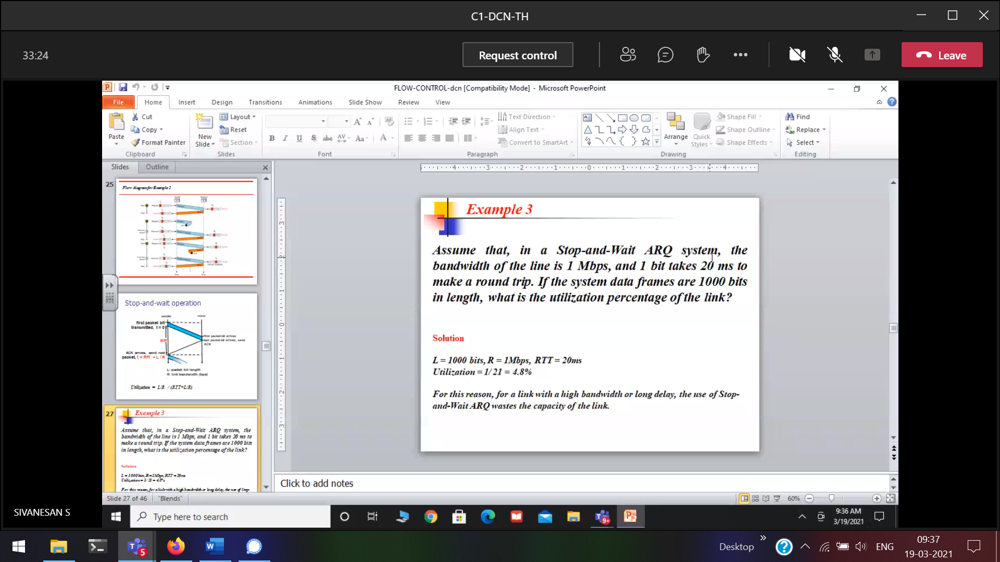 C1-DCN-TH
33:24
Request control
Leave
FLOW-CONTROL-dcn [Compatibility Mode] - Microsoft PowerPoint
File Home Insert Design Transitions Animations Slide Show Review View
Paste
Cut
Copy
Format Painter
Clipboard
New
Slide
Layout
Reset
Section
Slides
Font
Text Direction
Align Text
Convert to SmartArt
Paragraph
Arrange
Quick
Styles
Shape Fill
Shape Outline
Shape Effects
Drawing
Find
Replace
Select
Editing
Slides Outline
25
Flow diagram for Example 2
Stop-and-wait operation
sender
first packet bit
transmitted, t = 0
first packet bit arrives
last packet bit arrives, send
ACK
RTT
ACK arrives, send next
packet, t = RTT + L / R
L: packet bit length
R: link bandwidth (bps)
Utilization = L/R / (RTT+L/R)
27
Example 3
Assume that, in a Stop-and-Wait ARQ system, the
bandwidth of the line is 1 Mbps, and 1 bit takes 20 ms to
make a round trip. If the system data frames are 1000 bits
in length, what is the utilization percentage of the link?
Solution
L = 1000 bits, R = 1Mbps, RTT = 20ms
Utilization = 1/ 21 = 4.8%
For this reason, for a link with a high bandwidth or long delay, the use of Stop-
Example 3
Assume that, in a Stop-and-Wait ARQ system, the
bandwidth of the line is 1 Mbps, and 1 bit takes 20 ms to
make a round trip. If the system data frames are 1000 bits
in length, what is the utilization percentage of the link?
Solution
L = 1000 bits, R = 1Mbps, RTT = 20ms
Utilization = 1/ 21 = 4.8%
For this reason, for a link with a high bandwidth or long delay, the use of Stop-
and-Wait ARQ wastes the capacity of the link.
Click to add notes
Slide 27 of 46 "Blends" 60%
SIVANESAN S
Type here to search
9:36 AM
3/19/2021
Desktop
ENG
09:37
19-03-2021